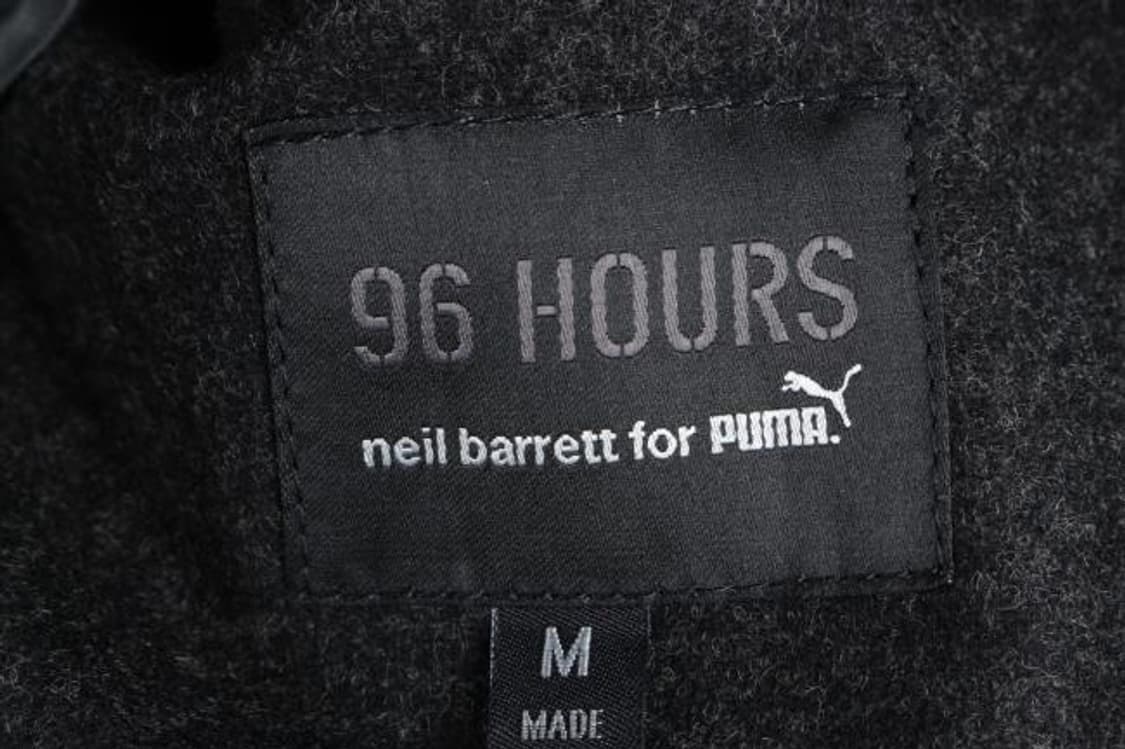 96 HOURS
neil barrett for PUMA.
M
MADE